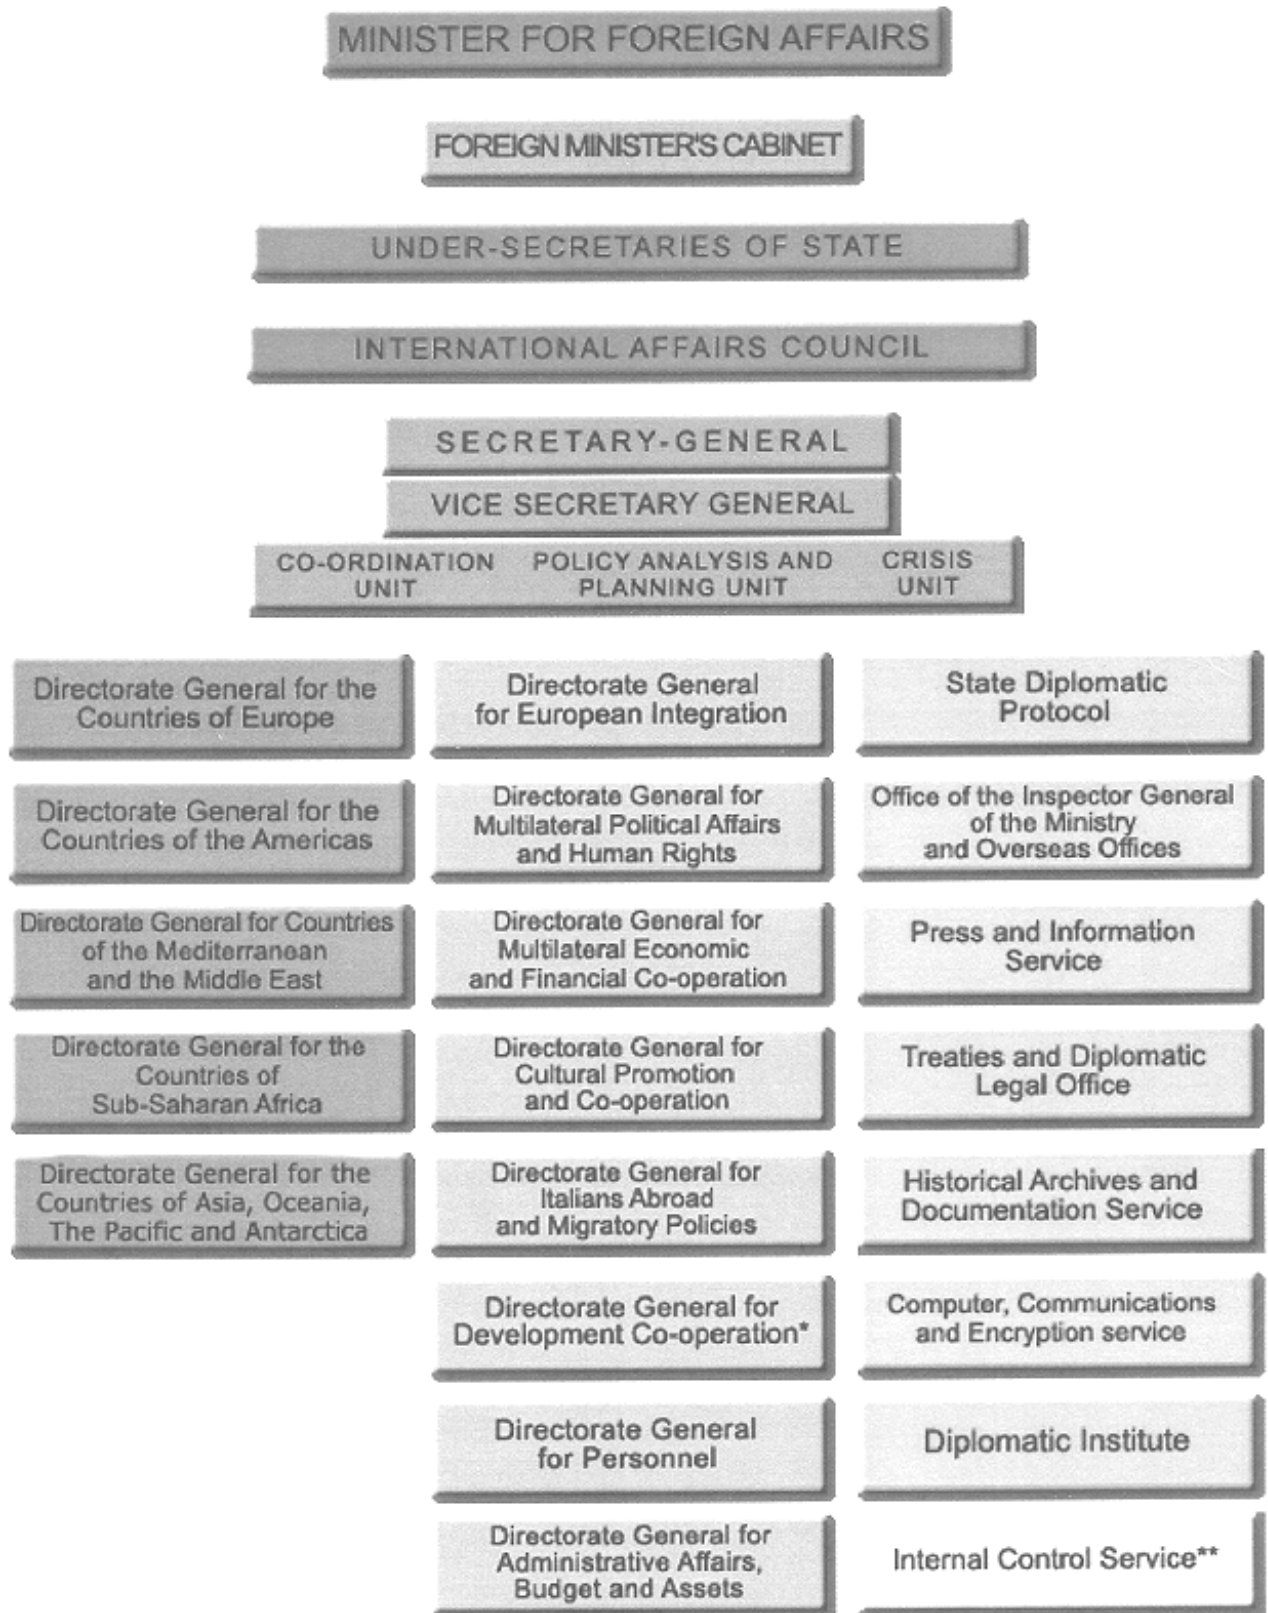 MINISTER FOR FOREIGN AFFAIRS
FOREIGN MINISTER'S CABINET
UNDER-SECRETARIES OF STATE
INTERNATIONAL AFFAIRS COUNCIL
SECRETARY-GENERAL
VICE SECRETARY GENERAL
CO-ORDINATION
UNIT
POLICY ANALYSIS AND
PLANNING UNIT
CRISIS
UNIT
Directorate General for the
Countries of Europe
Directorate General for the
Countries of the Americas
Directorate General for Countries
of the Mediterranean
and the Middle East
Directorate General for the
Countries of
Sub-Saharan Africa
Directorate General for the
Countries of Asia, Oceania,
The Pacific and Antarctica
Directorate General
for European Integration
Directorate General for
Multilateral Political Affairs
and Human Rights
Directorate General for
Multilateral Economic
and Financial Co-operation
Directorate General for
Cultural Promotion
and Co-operation
Directorate General for
Italians Abroad
and Migratory Policies
Directorate General for
Development Co-operation*
Directorate General
for Personnel
Directorate General for
Administrative Affairs,
Budget and Assets
State Diplomatic
Protocol
Office of the Inspector General
of the Ministry
and Overseas Offices
Press and Information
Service
Treaties and Diplomatic
Legal Office
Historical Archives and
Documentation Service
Computer, Communications
and Encryption service
Diplomatic Institute
Internal Control Service**